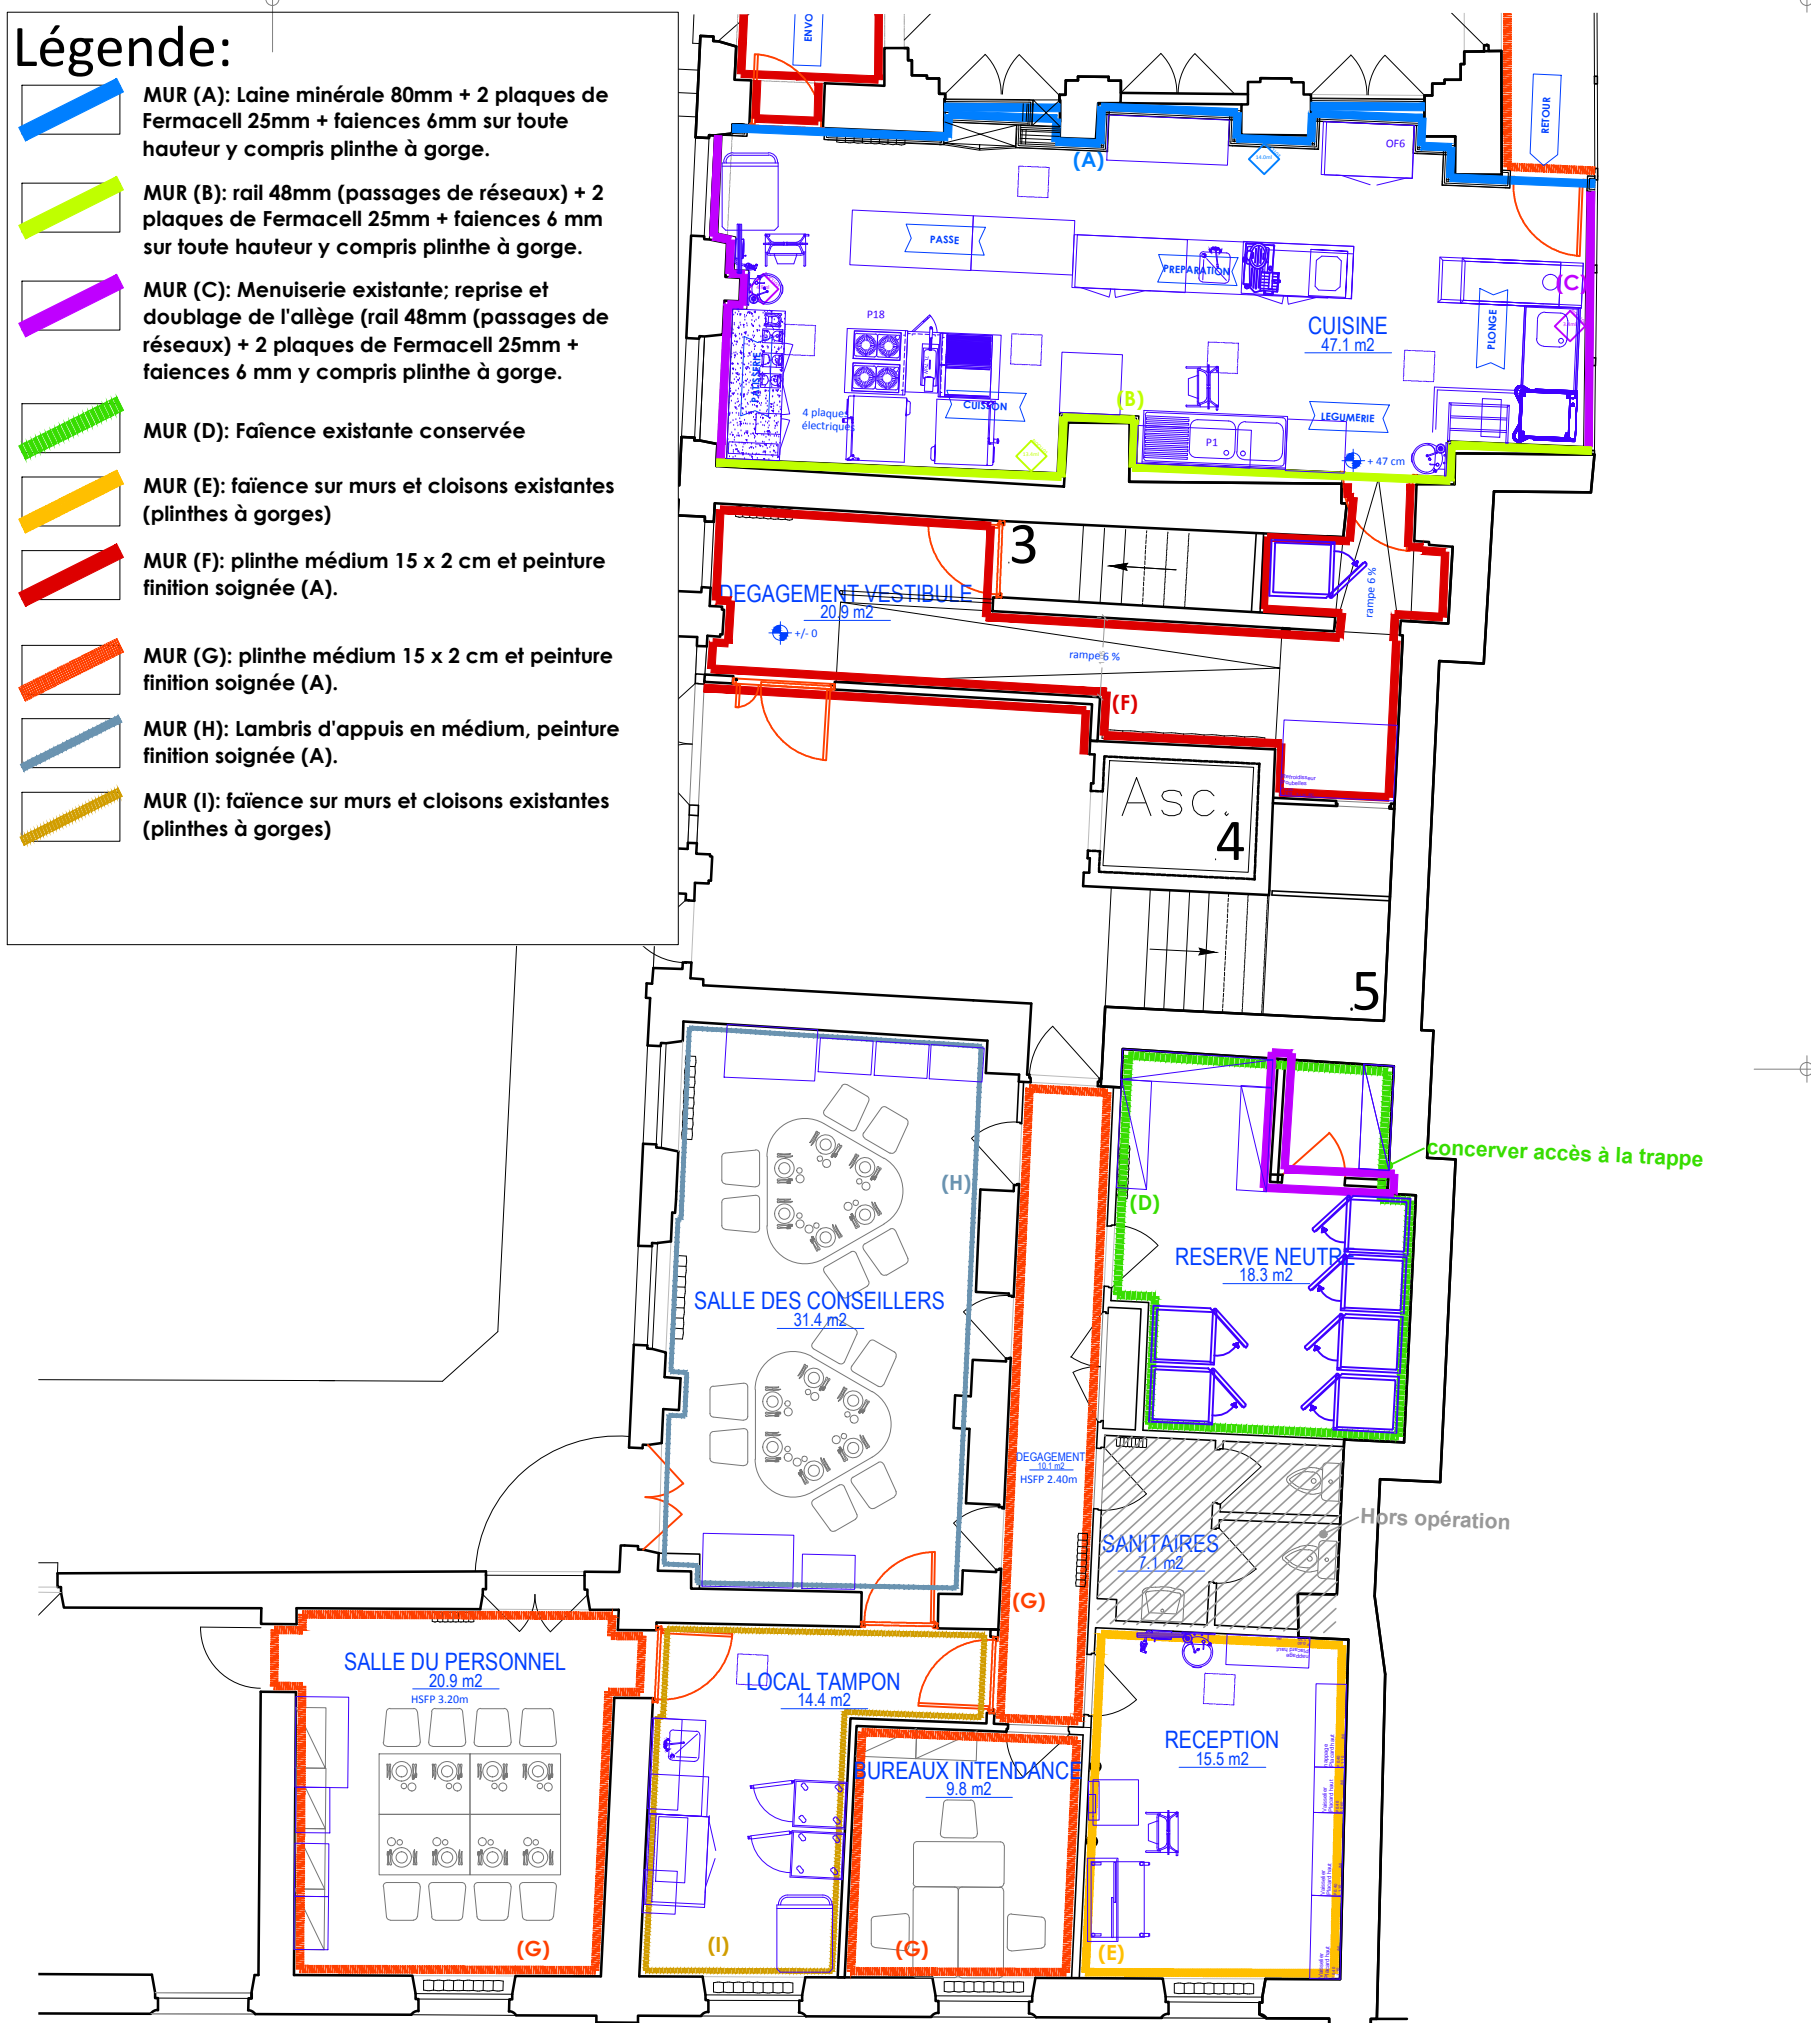 Légende:
MUR (A): Laine minérale 80mm + 2 plaques de
Fermacell 25mm + faiences 6mm sur toute
hauteur y compris plinthe à gorge.
MUR (B): rail 48mm (passages de réseaux) + 2
plaques de Fermacell 25mm + faiences 6 mm
sur toute hauteur y compris plinthe à gorge.
MUR (C): Menuiserie existante; reprise et
doublage de l'allège (rail 48mm (passages de
réseaux) + 2 plaques de Fermacell 25mm +
faiences 6 mm y compris plinthe à gorge.
MUR (D): Faîence existante conservée
MUR (E): faïence sur murs et cloisons existantes
(plinthes à gorges)
MUR (F): plinthe médium 15 x 2 cm et peinture
finition soignée (A).
MUR (G): plinthe médium 15 x 2 cm et peinture
finition soignée (A).
MUR (H): Lambris d'appuis en médium, peinture
finition soignée (A).
MUR (I): faïence sur murs et cloisons existantes
(plinthes à gorges)
ENVO
RETOUR
(A)
OF6
PASSE
PREPARATION
(C)
P18
CUISINE
47.1 m2
PLONGE
PATISSERIE
(B)
CUISSON
4 plaques
électriques
LEGUMERIE
P1
+ 47 cm
3
DEGAGEMENT VESTIBULE
20.9 m2
+/- 0
rampe 6 %
rampe 6 %
(F)
Asc.
4
5
concerver accès à la trappe
(H)
(D)
RESERVE NEUTRE
18.3 m2
SALLE DES CONSEILLERS
31.4 m2
DEGAGEMENT
10.1 m2
HSFP 2.40m
Hors opération
SANITAIRES
7.1 m2
(G)
SALLE DU PERSONNEL
20.9 m2
HSFP 3.20m
LOCAL TAMPON
14.4 m2
RECEPTION
15.5 m2
BUREAUX INTENDANCE
9.8 m2
(G)
(I)
(G)
(E)